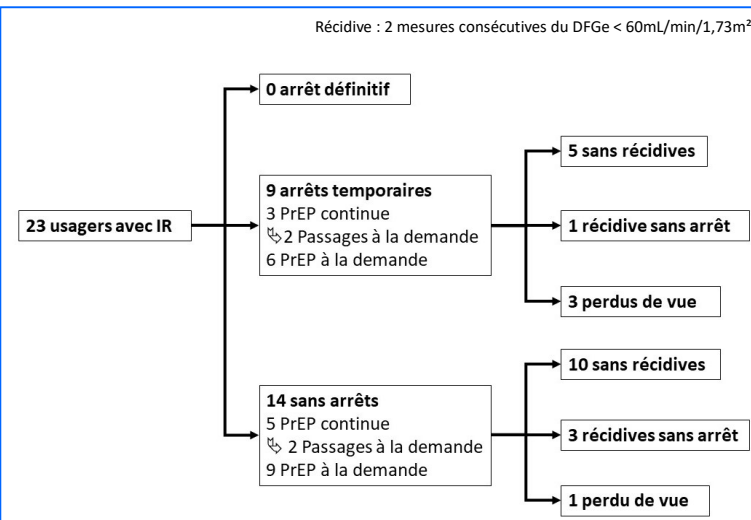 Récidive : 2 mesures consécutives du DFGe < 60mL/min/1,73m²
0 arrêt définitif
23 usagers avec IR
9 arrêts temporaires
3 PrEP continue
⮱2 Passages à la demande
6 PrEP à la demande
5 sans récidives
1 récidive sans arrêt
3 perdus de vue
14 sans arrêts
5 PrEP continue
⮱ 2 Passages à la demande
9 PrEP à la demande
10 sans récidives
3 récidives sans arrêt
1 perdu de vue